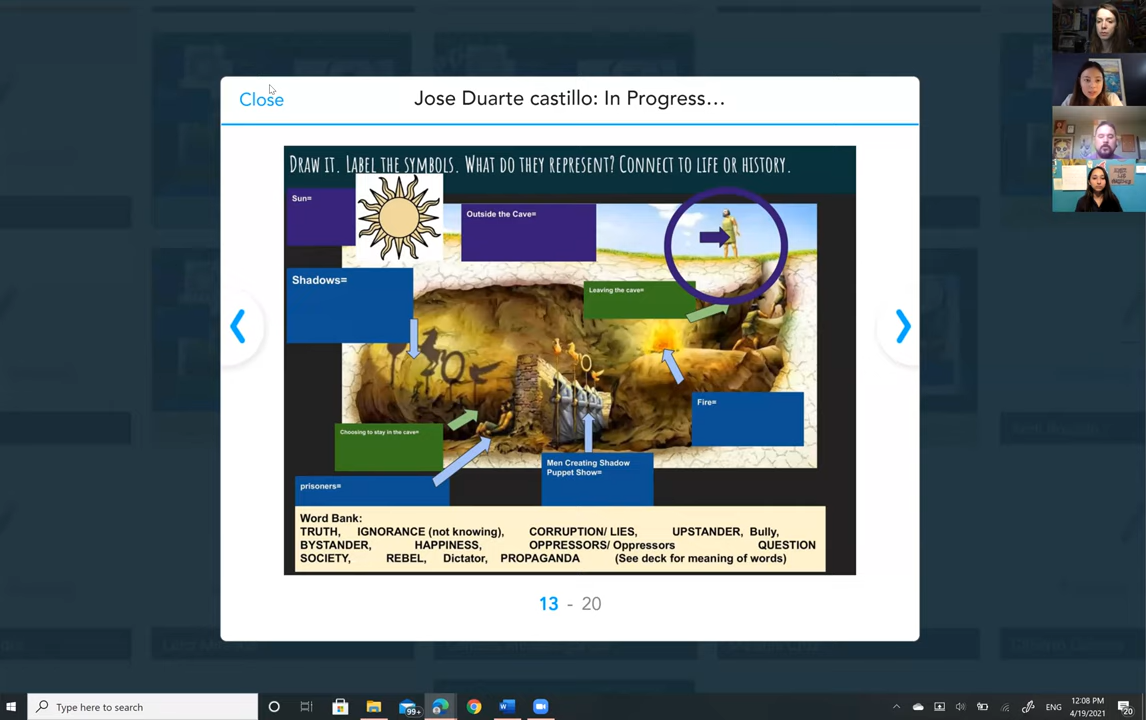 Close
Jose Duarte castillo: In Progress…
DRAW IT. LABEL THE SYMBOLS. WHAT DO THEY REPRESENT? CONNECT TO LIFE OR HISTORY.
Sun=
Outside the Cave=
Shadows=
Leaving the cave=
Fire=
Choosing to stay in the cave=
Men Creating Shadow
Puppet Show=
prisoners=
Word Bank:
TRUTH, IGNORANCE (not knowing), CORRUPTION/ LIES, UPSTANDER, Bully,
BYSTANDER, HAPPINESS, OPPRESSORS/ Oppressors QUESTION
SOCIETY, REBEL, Dictator, PROPAGANDA (See deck for meaning of words)
13 - 20
Type here to search
99+
ENG
12:08 PM
4/19/2021
20